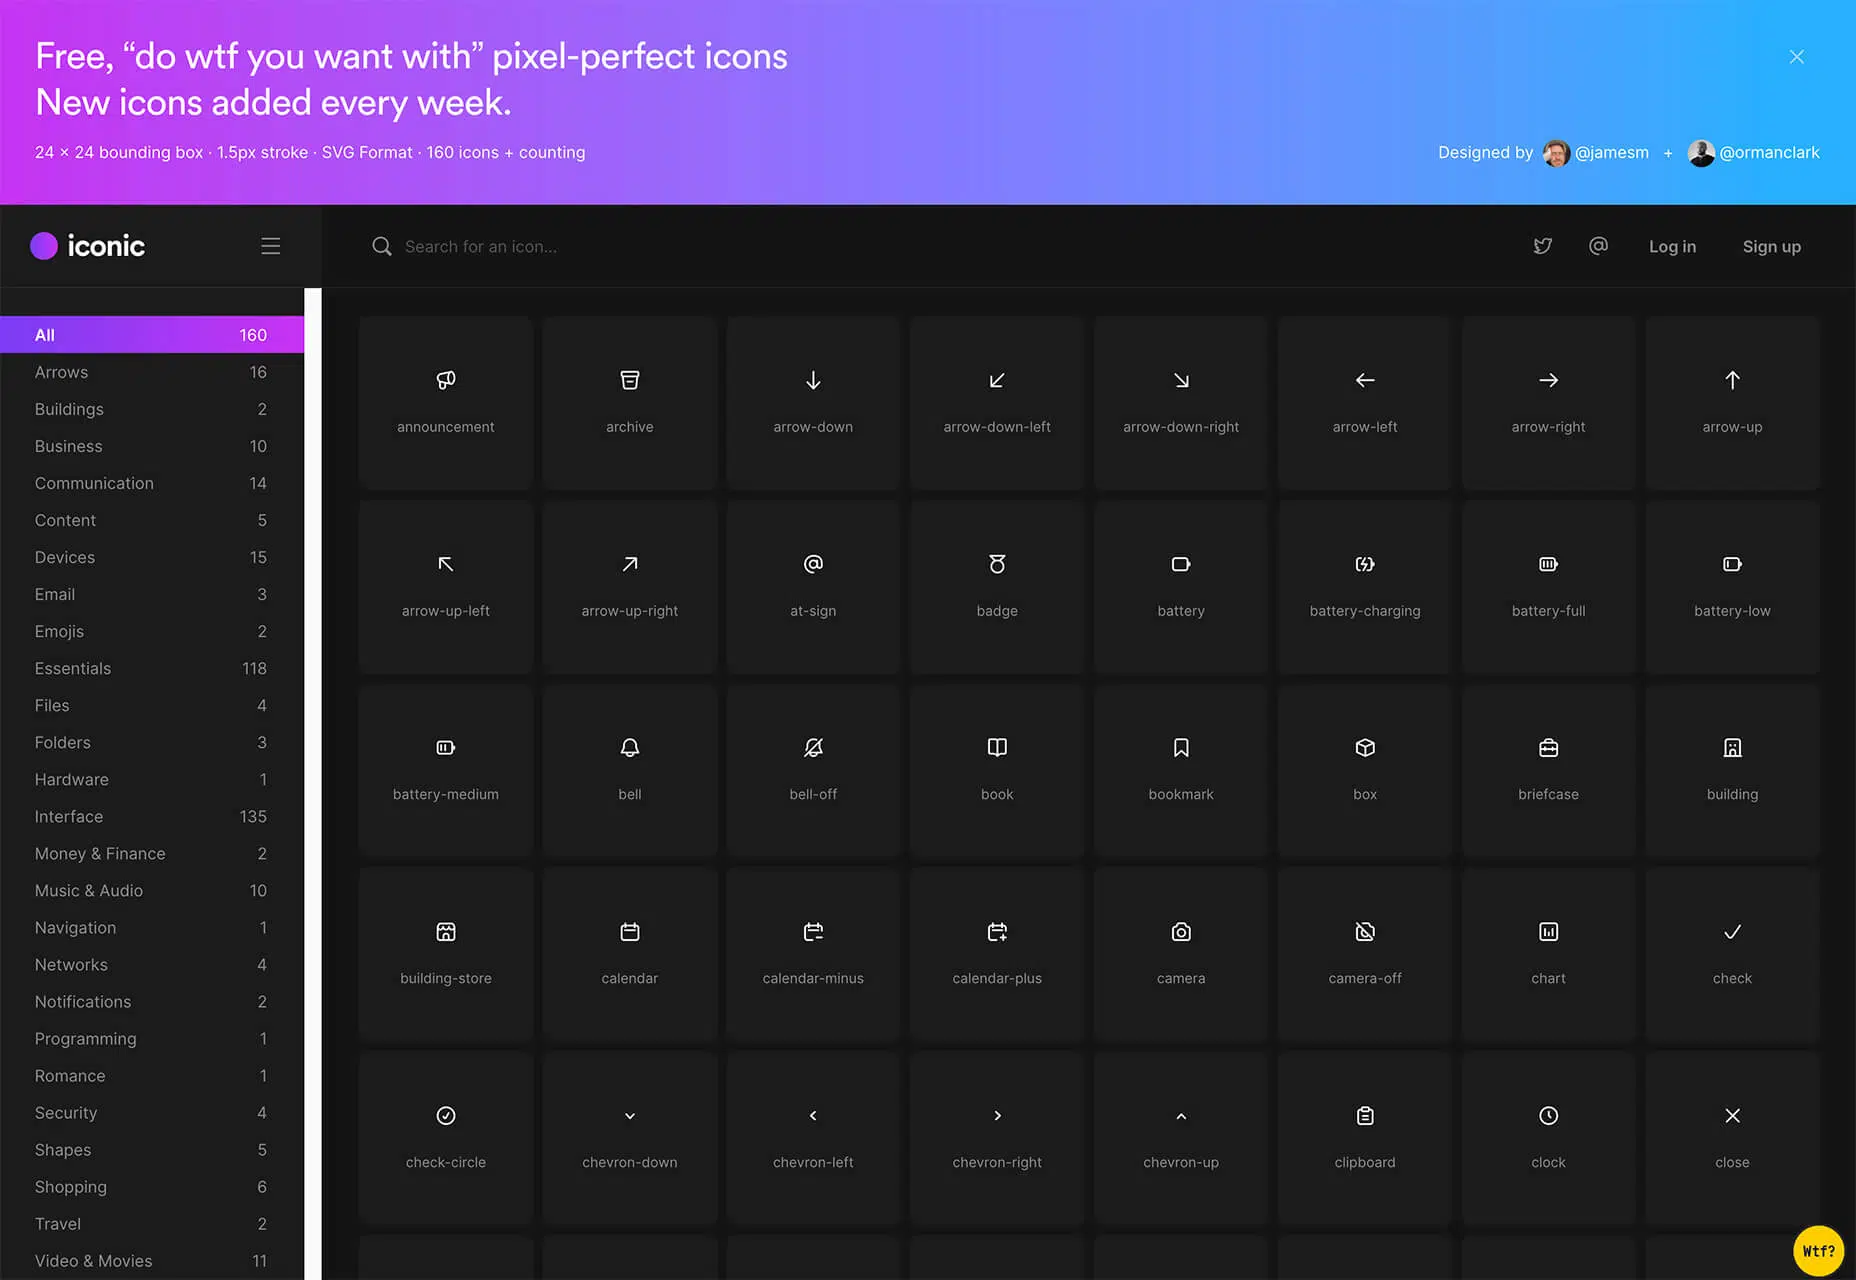 Free, “do wtf you want with” pixel-perfect icons
New icons added every week.
24 × 24 bounding box · 1.5px stroke · SVG Format · 160 icons + counting
Designed by @jamesm + @ormanclark
iconic
Search for an icon...
Log in
Sign up
All 160
Arrows 16
Buildings 2
Business 10
Communication 14
Content 5
Devices 15
Email 3
Emojis 2
Essentials 118
Files 4
Folders 3
Hardware 1
Interface 135
Money & Finance 2
Music & Audio 10
Navigation 1
Networks 4
Notifications 2
Programming 1
Romance 1
Security 4
Shapes 5
Shopping 6
Travel 2
Video & Movies 11
announcement
archive
arrow-down
arrow-down-left
arrow-down-right
arrow-left
arrow-right
arrow-up
arrow-up-left
arrow-up-right
at-sign
badge
battery
battery-charging
battery-full
battery-low
battery-medium
bell
bell-off
book
bookmark
box
briefcase
building
building-store
calendar
calendar-minus
calendar-plus
camera
camera-off
chart
check
check-circle
chevron-down
chevron-left
chevron-right
chevron-up
clipboard
clock
close
Wtf?